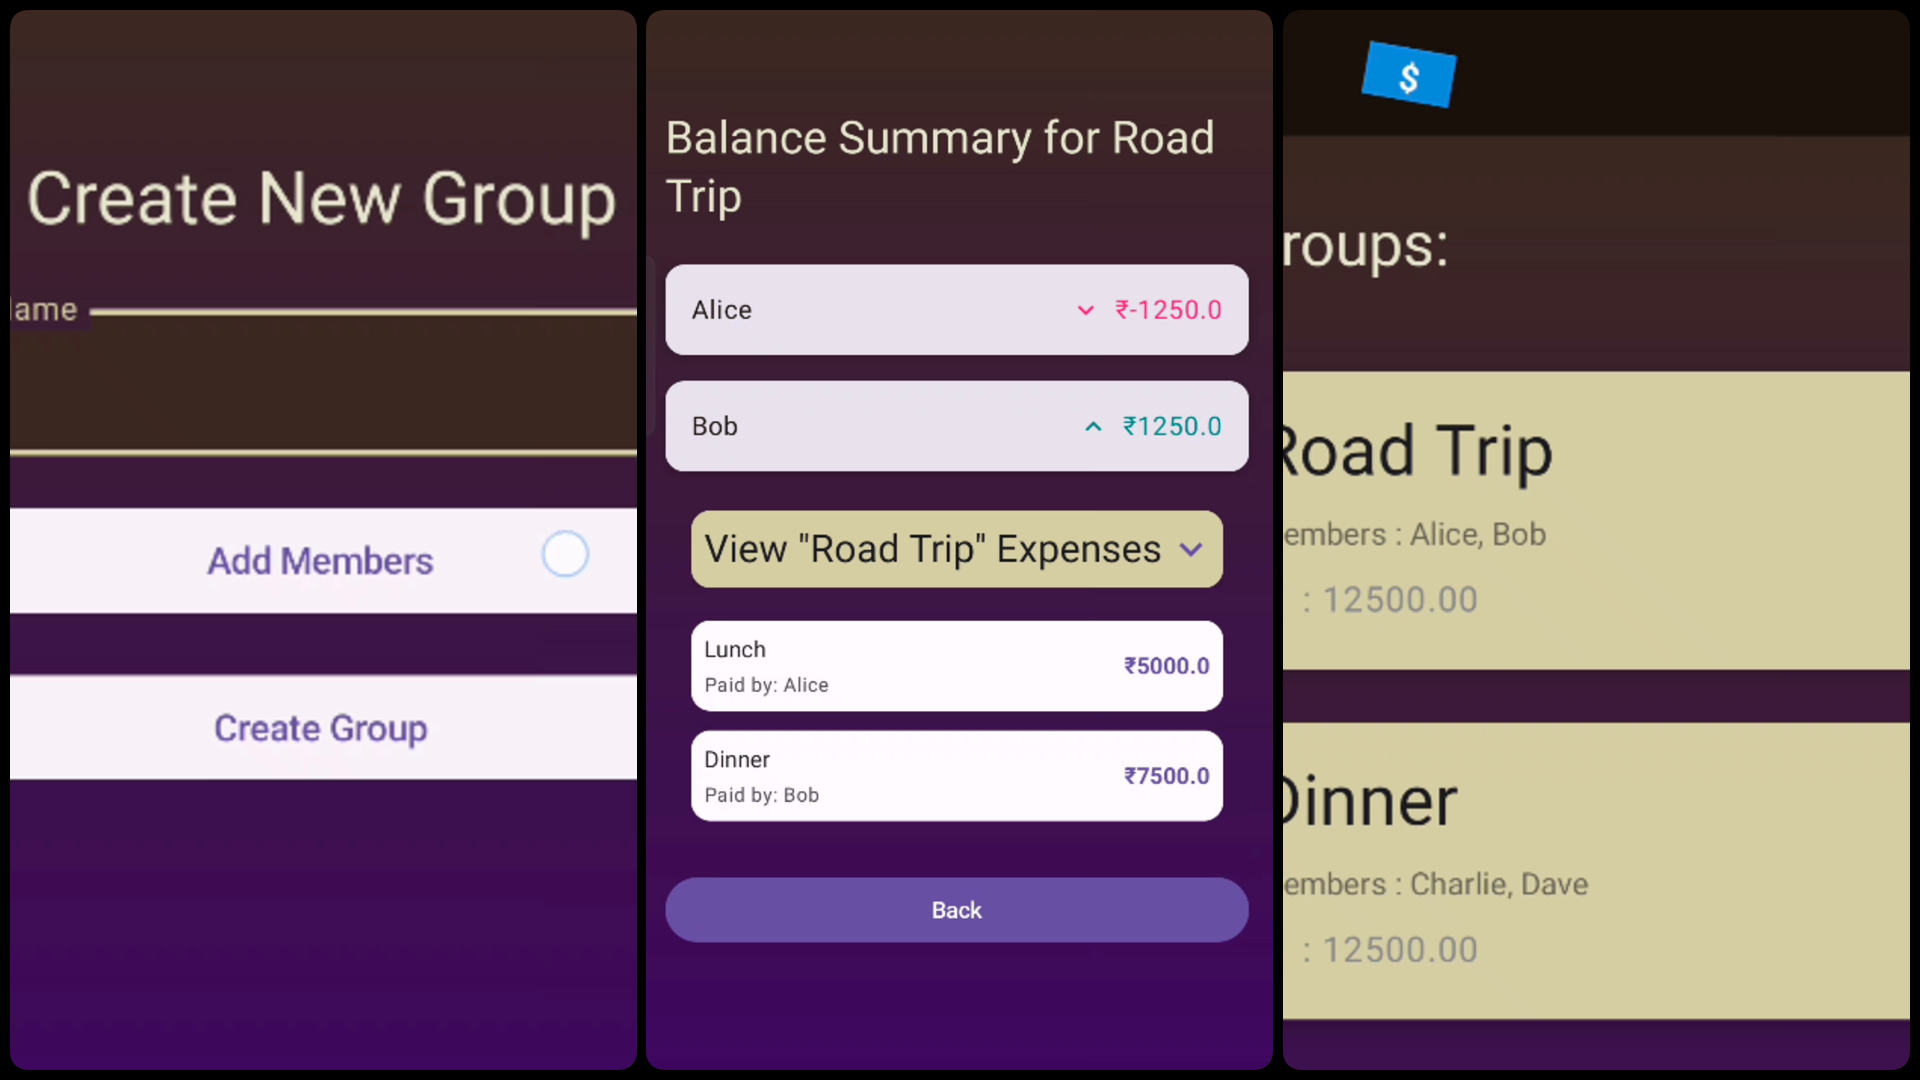 Create New Group
ame
Add Members
Create Group
Balance Summary for Road
Trip
Alice ₹-1250.0
Bob ₹1250.0
View "Road Trip" Expenses
Lunch
Paid by: Alice
₹5000.0
Dinner
Paid by: Bob
₹7500.0
Back
$
roups:
Road Trip
embers : Alice, Bob
: 12500.00
Dinner
embers : Charlie, Dave
: 12500.00